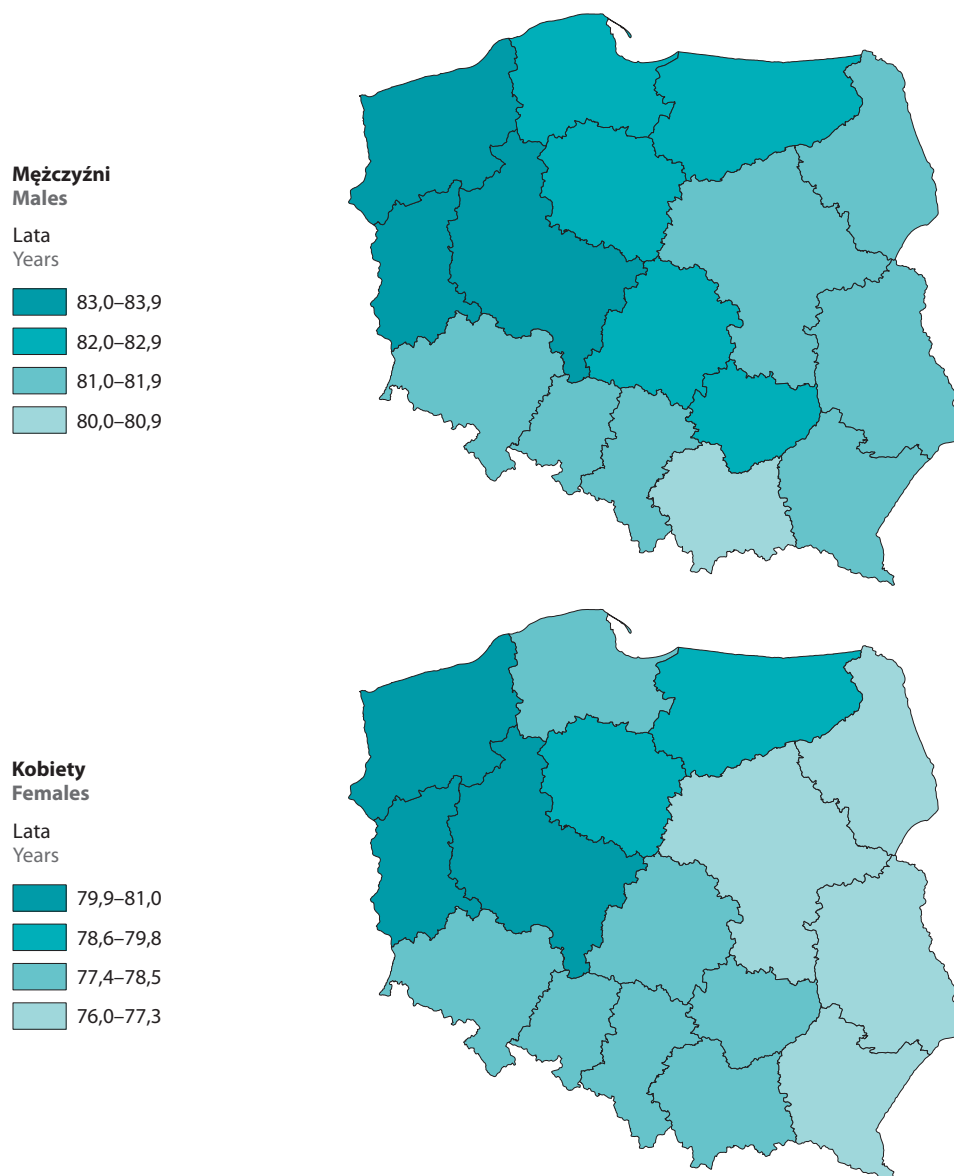 Mężczyźni
Males
Lata
Years
83,0–83,9
82,0–82,9
81,0–81,9
80,0–80,9
Kobiety
Females
Lata
Years
79,9–81,0
78,6–79,8
77,4–78,5
76,0–77,3